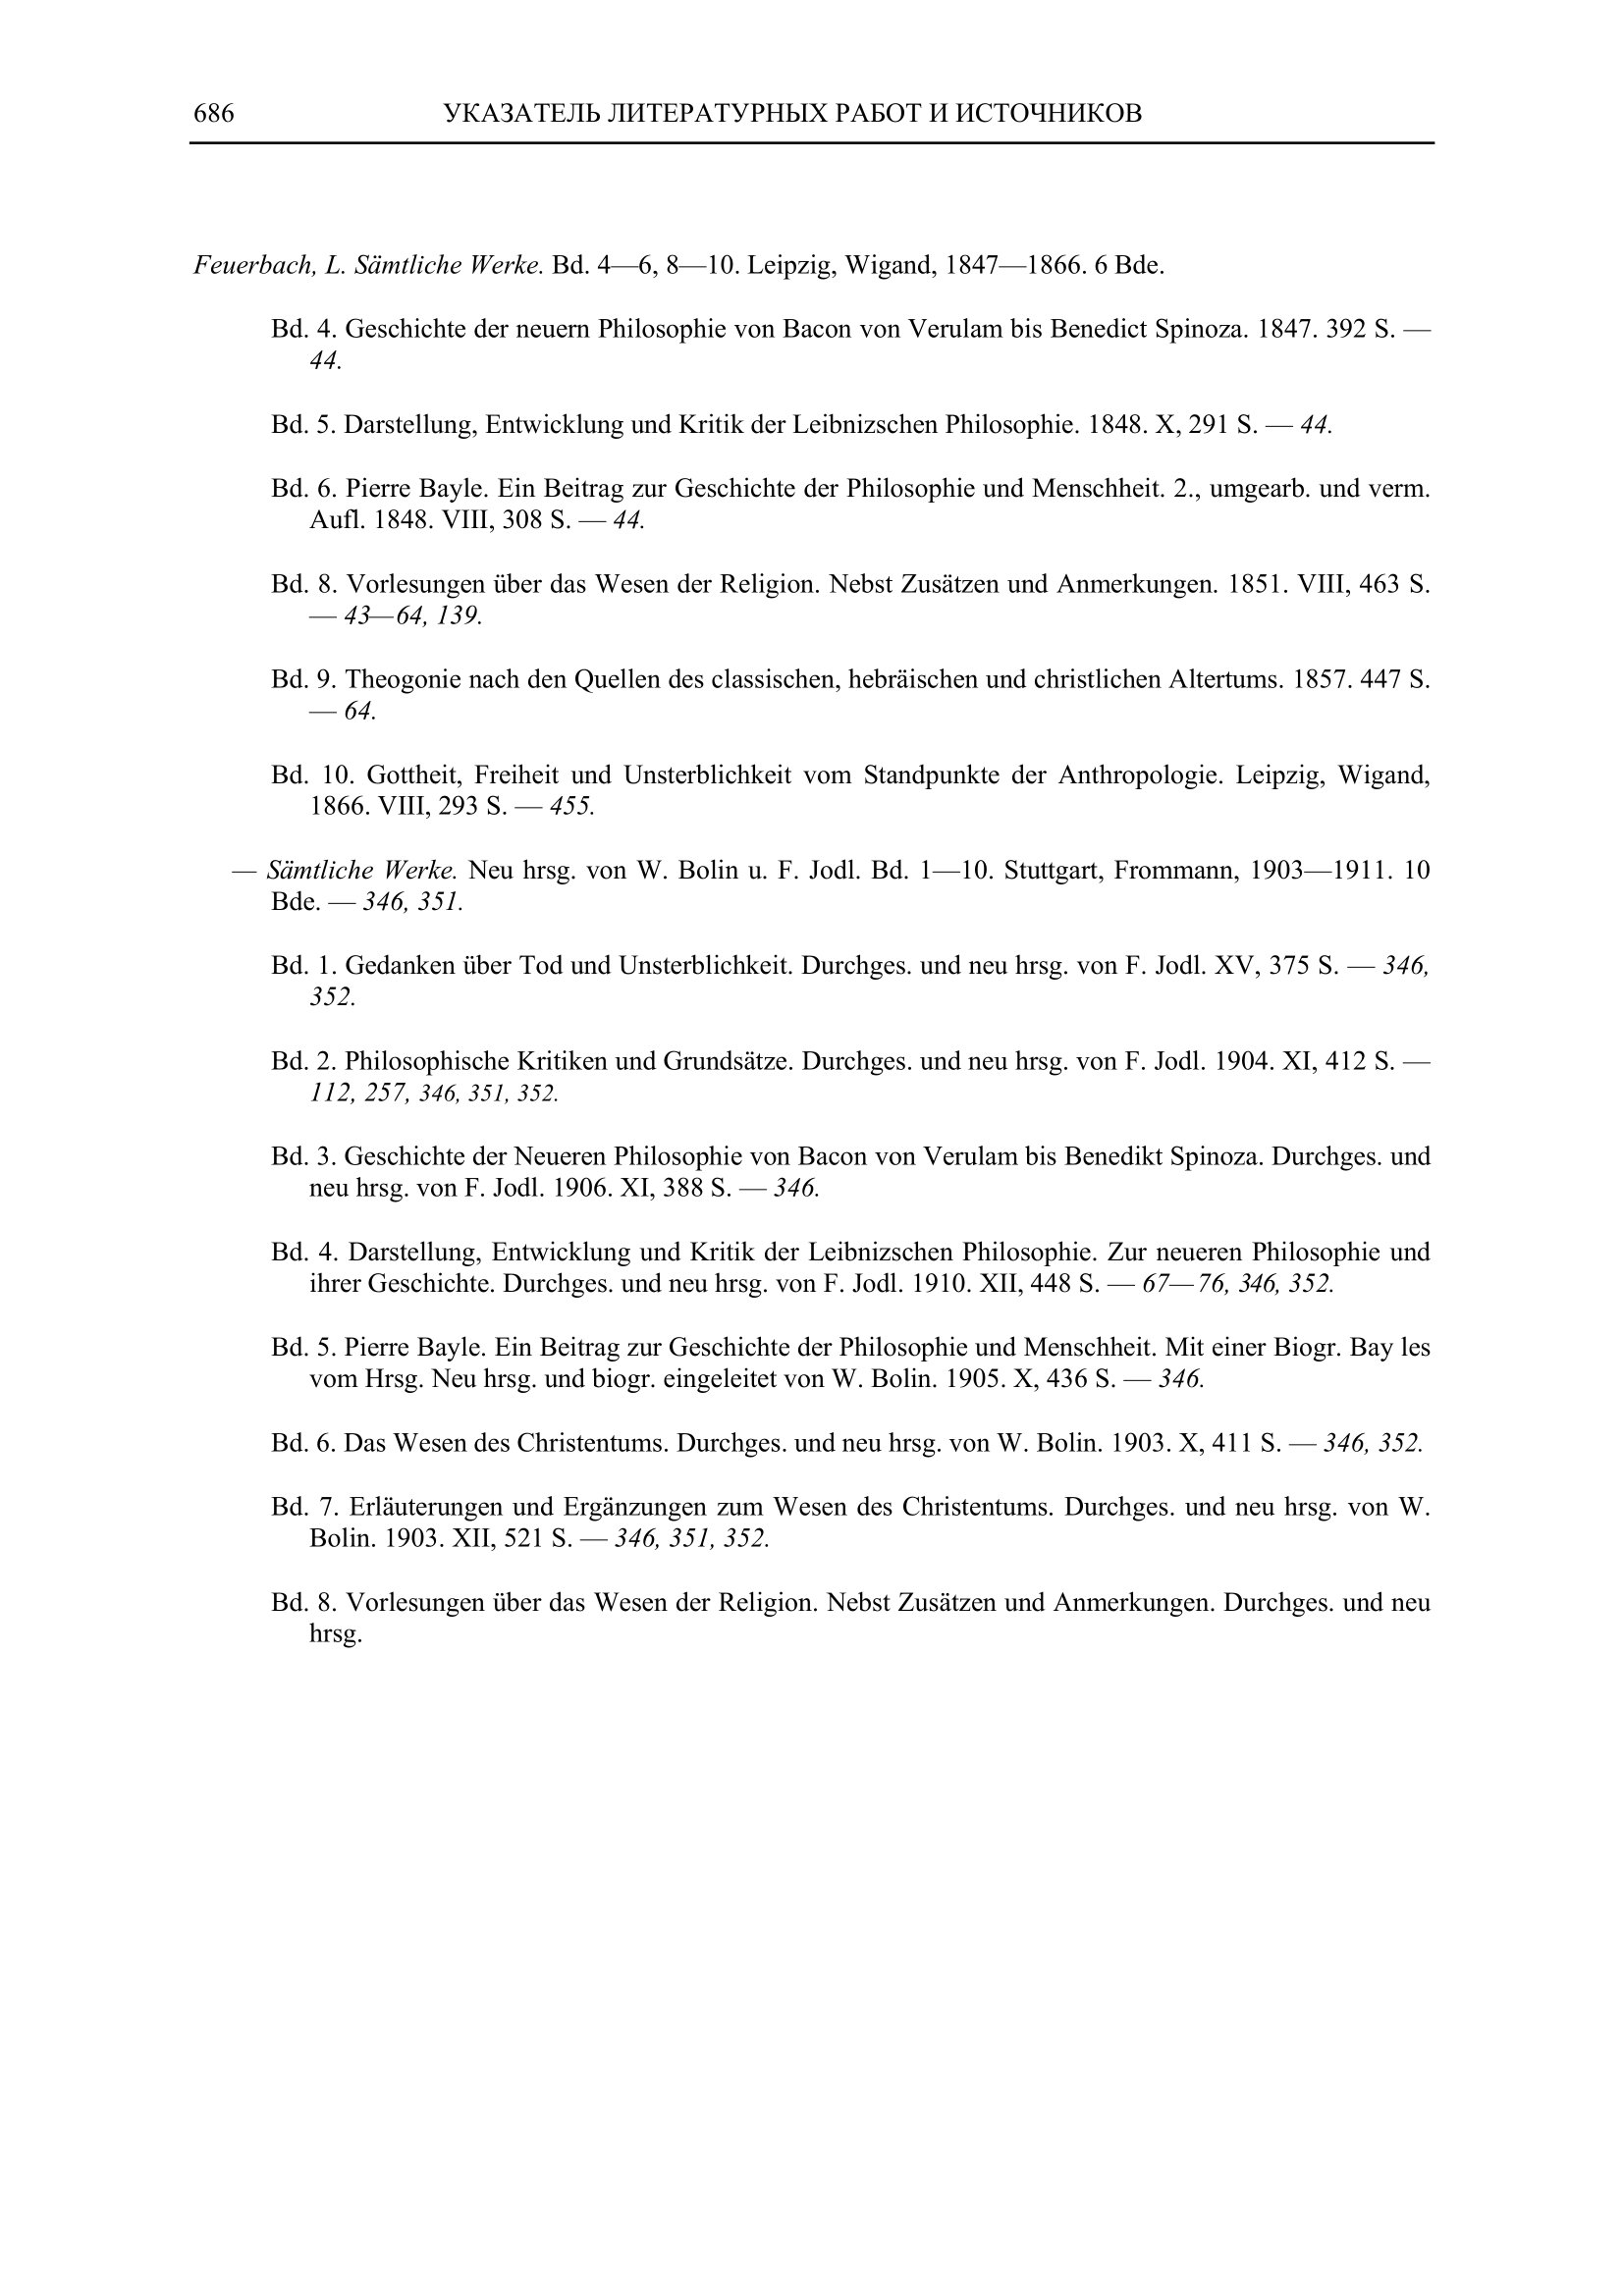 686 УКАЗАТЕЛЬ ЛИТЕРАТУРНЫХ РАБОТ И ИСТОЧНИКОВ
Feuerbach, L. Sämtliche Werke. Bd. 4—6, 8—10. Leipzig, Wigand, 1847—1866. 6 Bde.
Bd. 4. Geschichte der neuern Philosophie von Bacon von Verulam bis Benedict Spinoza. 1847. 392 S. —
44.
Bd. 5. Darstellung, Entwicklung und Kritik der Leibnizschen Philosophie. 1848. X, 291 S. — 44.
Bd. 6. Pierre Bayle. Ein Beitrag zur Geschichte der Philosophie und Menschheit. 2., umgearb. und verm.
Aufl. 1848. VIII, 308 S. — 44.
Bd. 8. Vorlesungen über das Wesen der Religion. Nebst Zusätzen und Anmerkungen. 1851. VIII, 463 S.
— 43—64, 139.
Bd. 9. Theogonie nach den Quellen des classischen, hebräischen und christlichen Altertums. 1857. 447 S.
— 64.
Bd. 10. Gottheit, Freiheit und Unsterblichkeit vom Standpunkte der Anthropologie. Leipzig, Wigand,
1866. VIII, 293 S. — 455.
— Sämtliche Werke. Neu hrsg. von W. Bolin u. F. Jodl. Bd. 1—10. Stuttgart, Frommann, 1903—1911. 10
Bde. — 346, 351.
Bd. 1. Gedanken über Tod und Unsterblichkeit. Durchges. und neu hrsg. von F. Jodl. XV, 375 S. — 346,
352.
Bd. 2. Philosophische Kritiken und Grundsätze. Durchges. und neu hrsg. von F. Jodl. 1904. XI, 412 S. —
112, 257, 346, 351, 352.
Bd. 3. Geschichte der Neueren Philosophie von Bacon von Verulam bis Benedikt Spinoza. Durchges. und
neu hrsg. von F. Jodl. 1906. XI, 388 S. — 346.
Bd. 4. Darstellung, Entwicklung und Kritik der Leibnizschen Philosophie. Zur neueren Philosophie und
ihrer Geschichte. Durchges. und neu hrsg. von F. Jodl. 1910. XII, 448 S. — 67—76, 346, 352.
Bd. 5. Pierre Bayle. Ein Beitrag zur Geschichte der Philosophie und Menschheit. Mit einer Biogr. Bay les
vom Hrsg. Neu hrsg. und biogr. eingeleitet von W. Bolin. 1905. X, 436 S. — 346.
Bd. 6. Das Wesen des Christentums. Durchges. und neu hrsg. von W. Bolin. 1903. X, 411 S. — 346, 352.
Bd. 7. Erläuterungen und Ergänzungen zum Wesen des Christentums. Durchges. und neu hrsg. von W.
Bolin. 1903. XII, 521 S. — 346, 351, 352.
Bd. 8. Vorlesungen über das Wesen der Religion. Nebst Zusätzen und Anmerkungen. Durchges. und neu
hrsg.